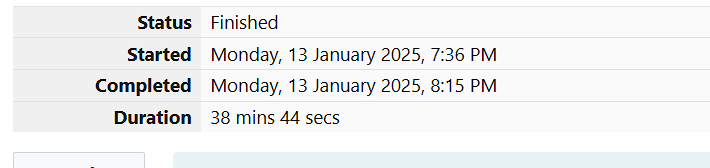 Status Finished
Started Monday, 13 January 2025, 7:36 PM
Completed Monday, 13 January 2025, 8:15 PM
Duration 38 mins 44 secs